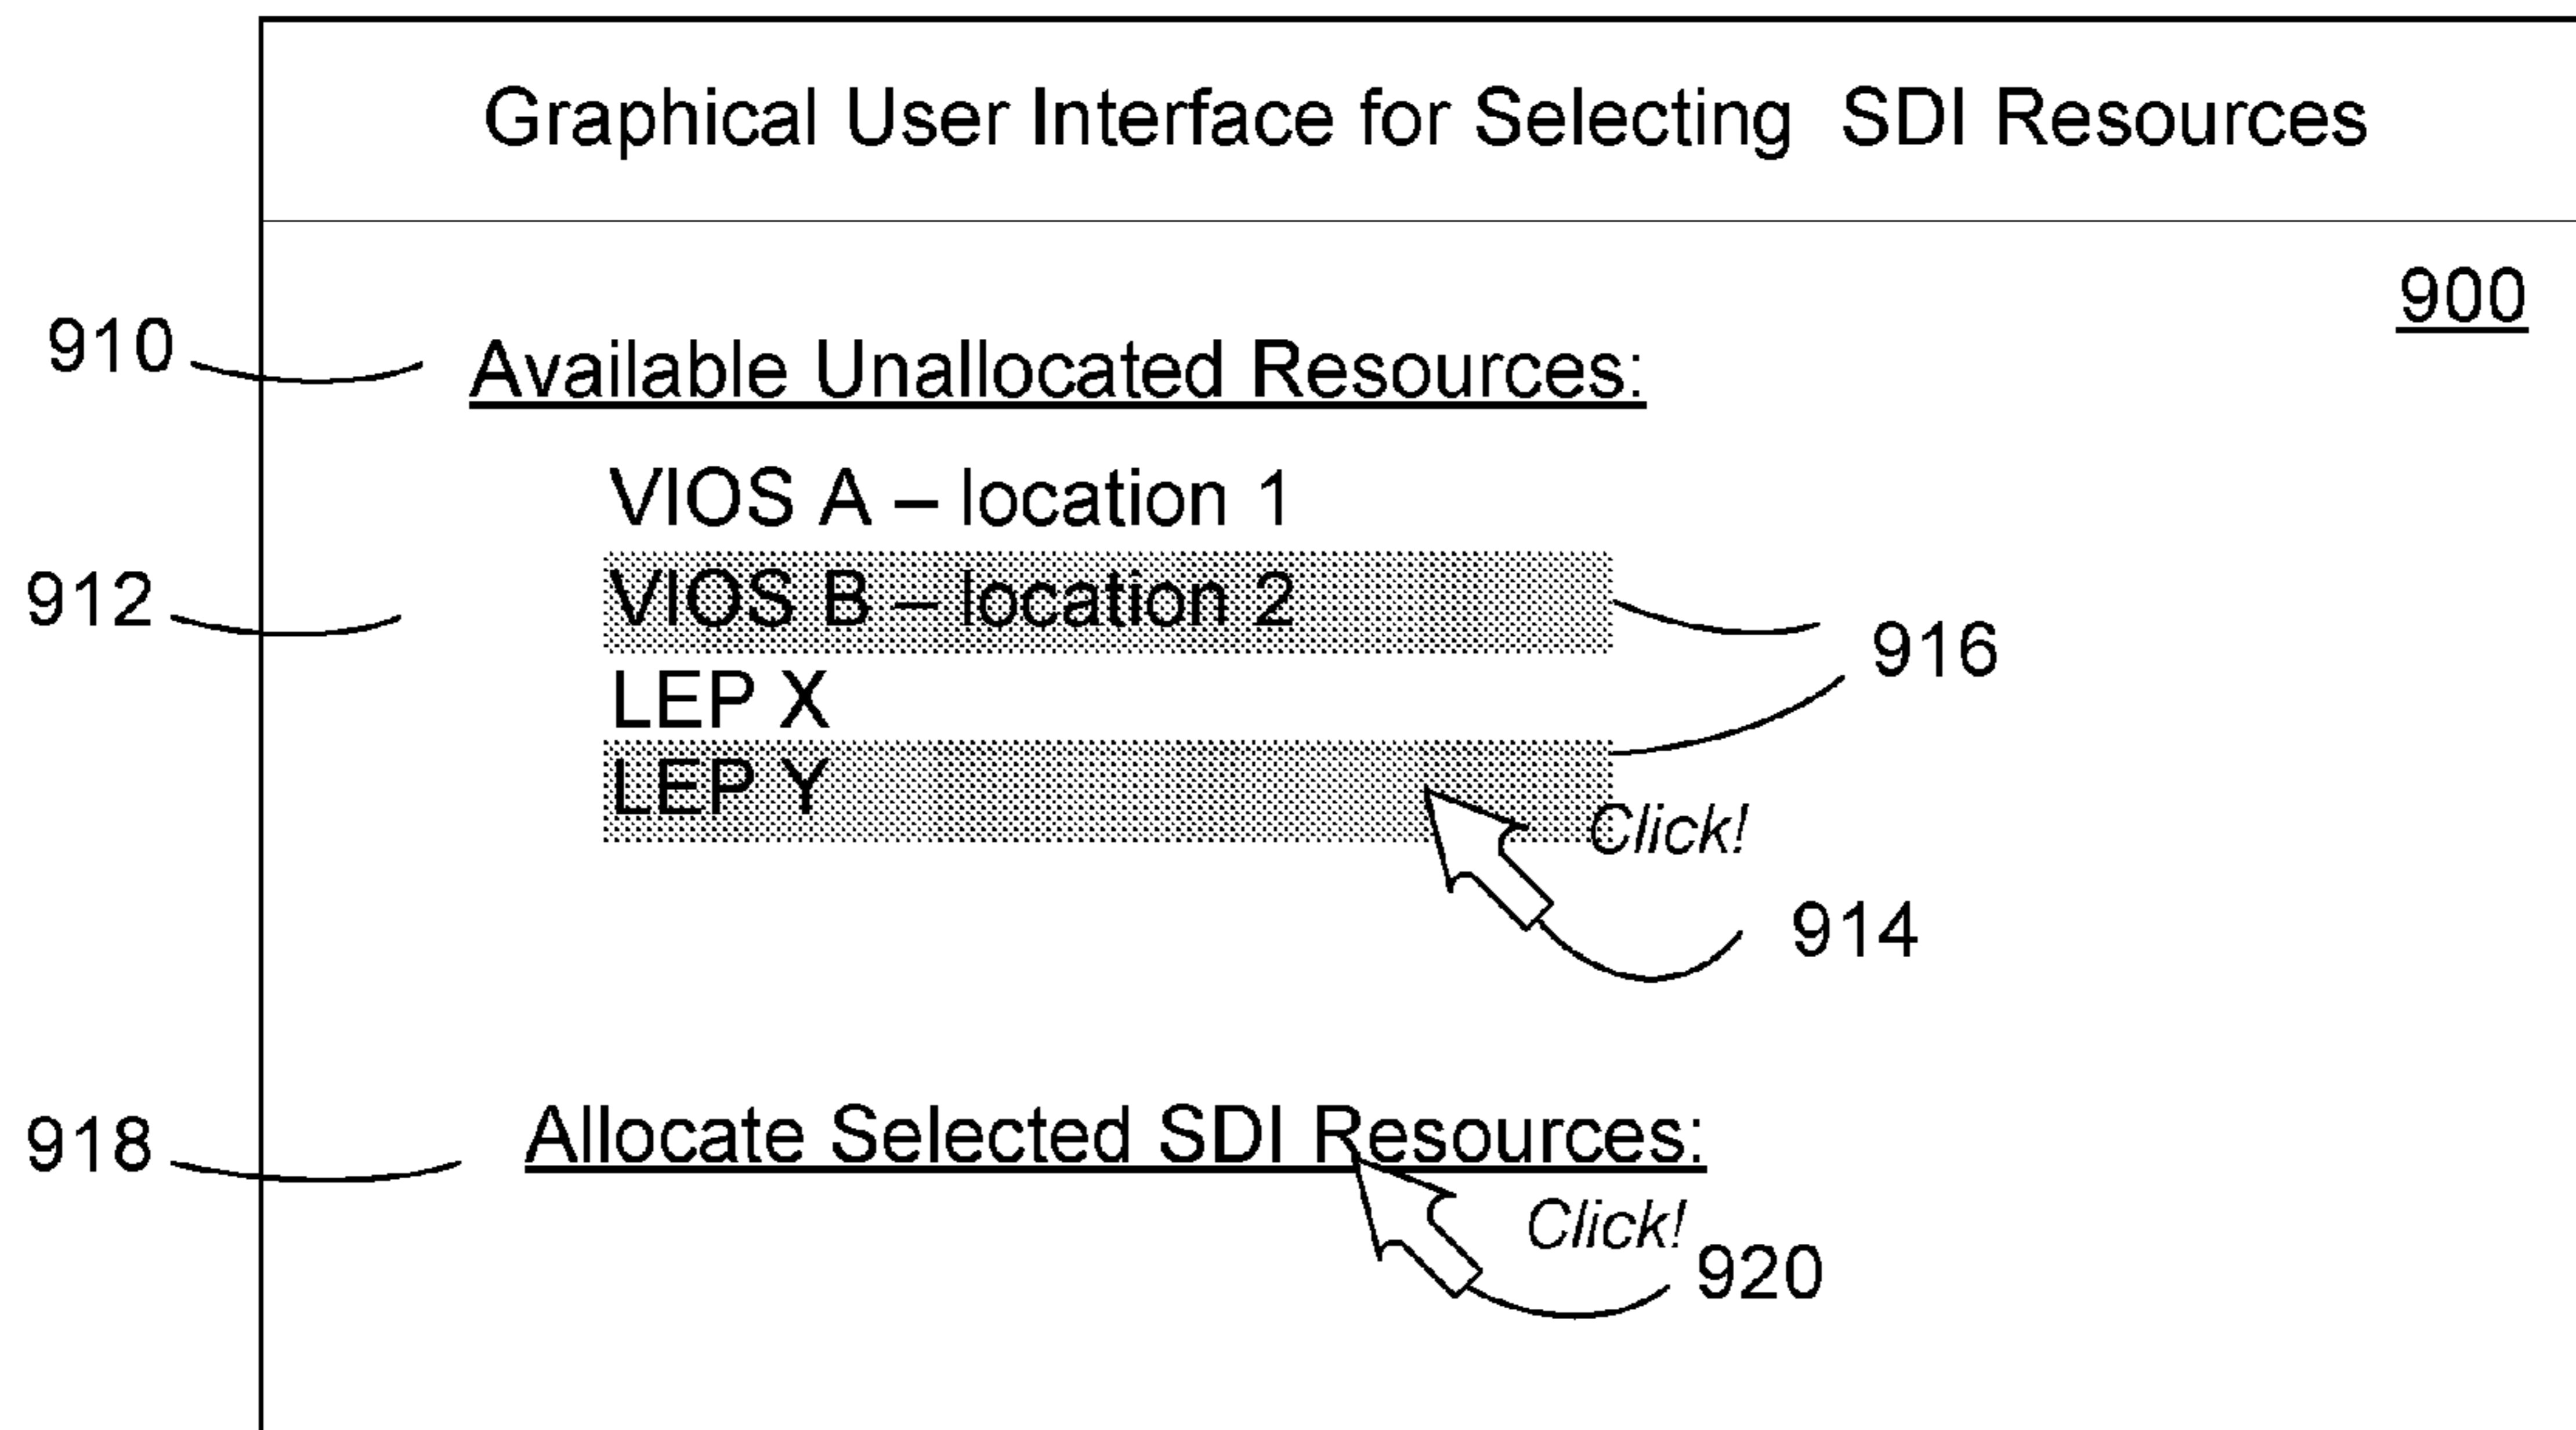 Graphical User Interface for Selecting SDI Resources
900
910
Available Unallocated Resources:
VIOS A – location 1
912
VIOS B – location 2
916
LEP X
LEP Y
Click!
914
918
Allocate Selected SDI Resources:
Click!
920